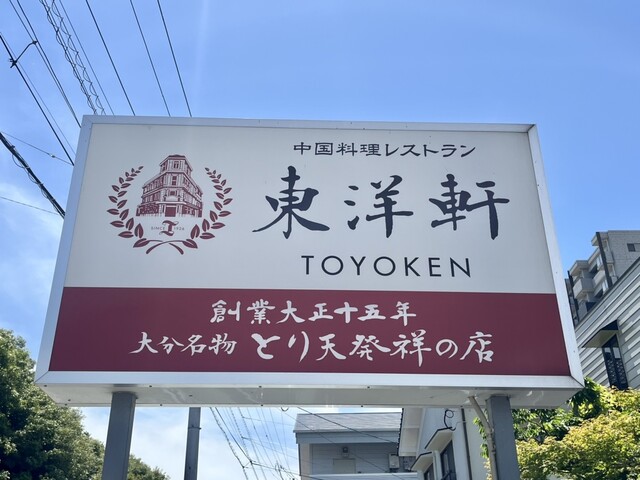 中国料理レストラン
東洋軒
TOYOKEN
創業大正十五年
大分名物 とり天発祥の店